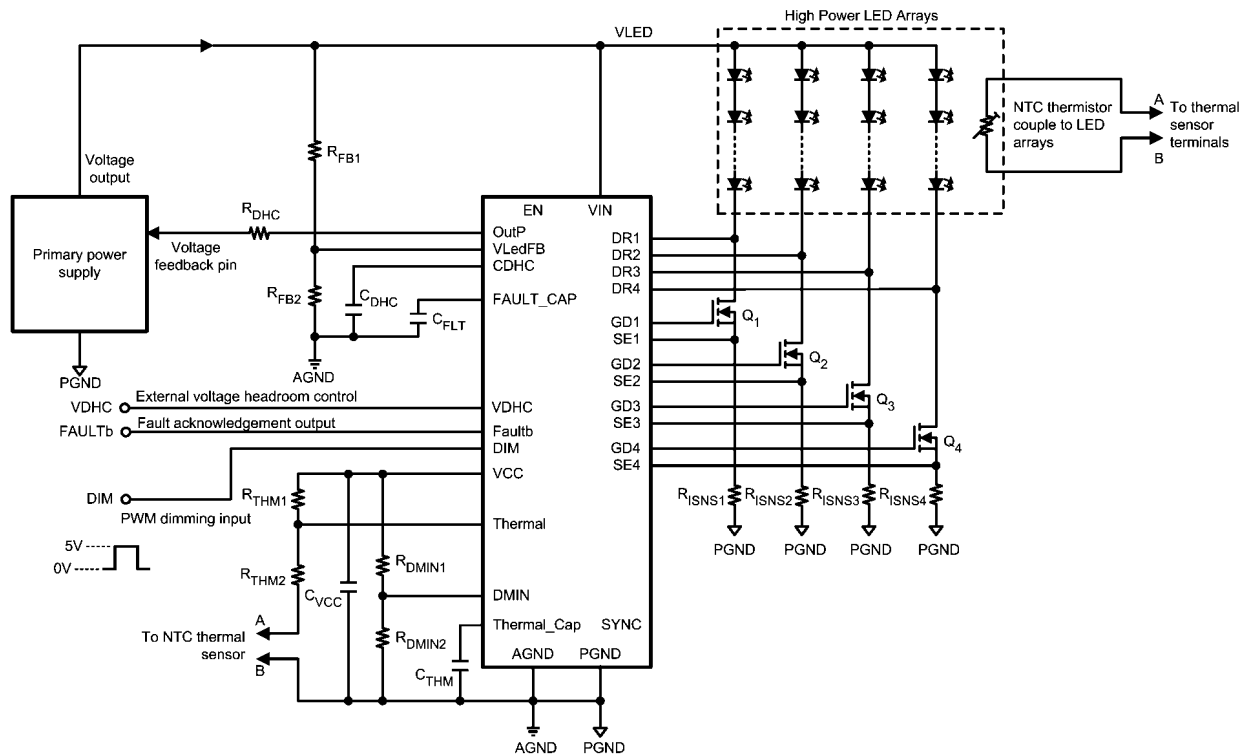 High Power LED Arrays
VLED
NTC thermistor
couple to LED
arrays
A
B
To thermal
sensor
terminals
Voltage
output
RFB1
RDHC
Primary power
supply
Voltage
feedback pin
RFB2
CDHC
CFLT
PGND
AGND
EN
VIN
OutP
VLedFB
CDHC
FAULT_CAP
DR1
DR2
DR3
DR4
GD1
SE1
GD2
SE2
GD3
SE3
GD4
SE4
Q1
Q2
Q3
Q4
VDHC
External voltage headroom control
VDHC
FAULTb
Fault acknowledgement output
Faultb
DIM
VCC
DIM
PWM dimming input
5V
0V
RTHM1
Thermal
RTHM2
CVCC
RDMIN1
DMIN
RDMIN2
Thermal_Cap
SYNC
CTHM
To NTC thermal
sensor
A
B
AGND
PGND
AGND
PGND
RISNS1
RISNS2
RISNS3
RISNS4
PGND
PGND
PGND
PGND